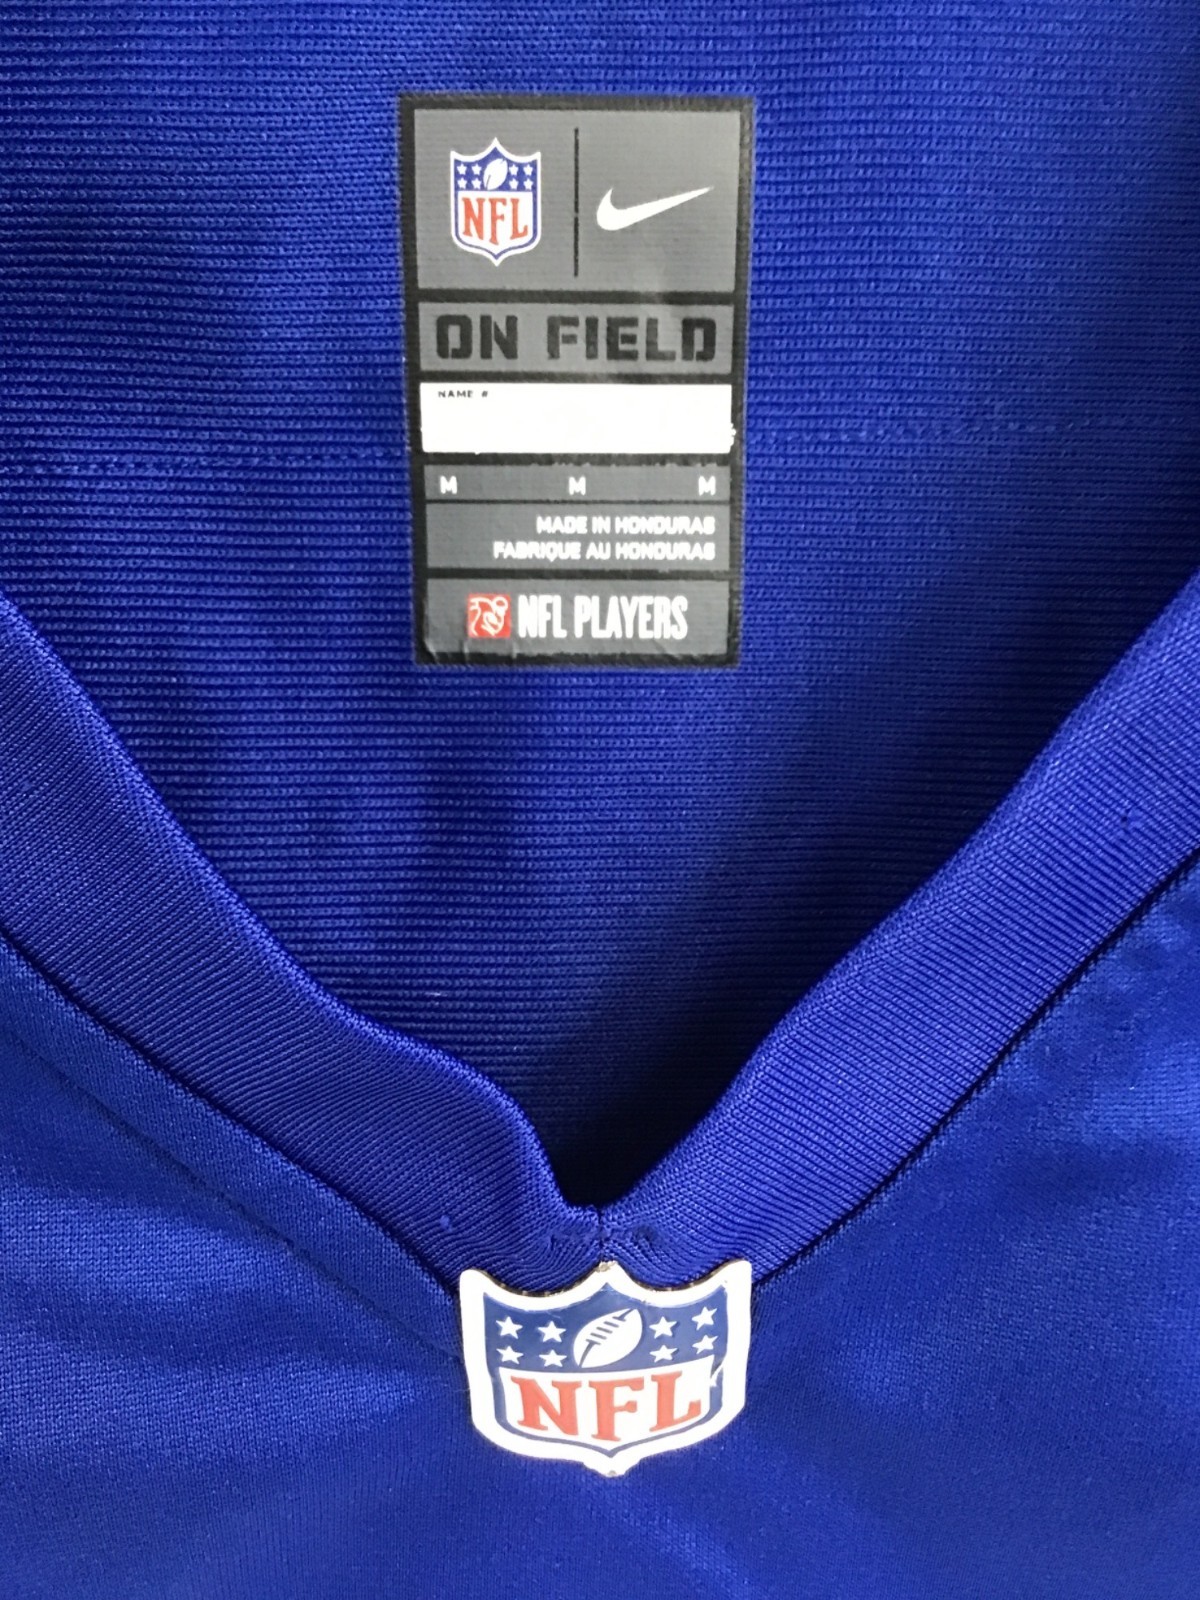 NFL
ON FIELD
NAME #
M M M
MADE IN HONDURAS
FABRIQUE AU HONDURAS
NFL PLAYERS
NFL